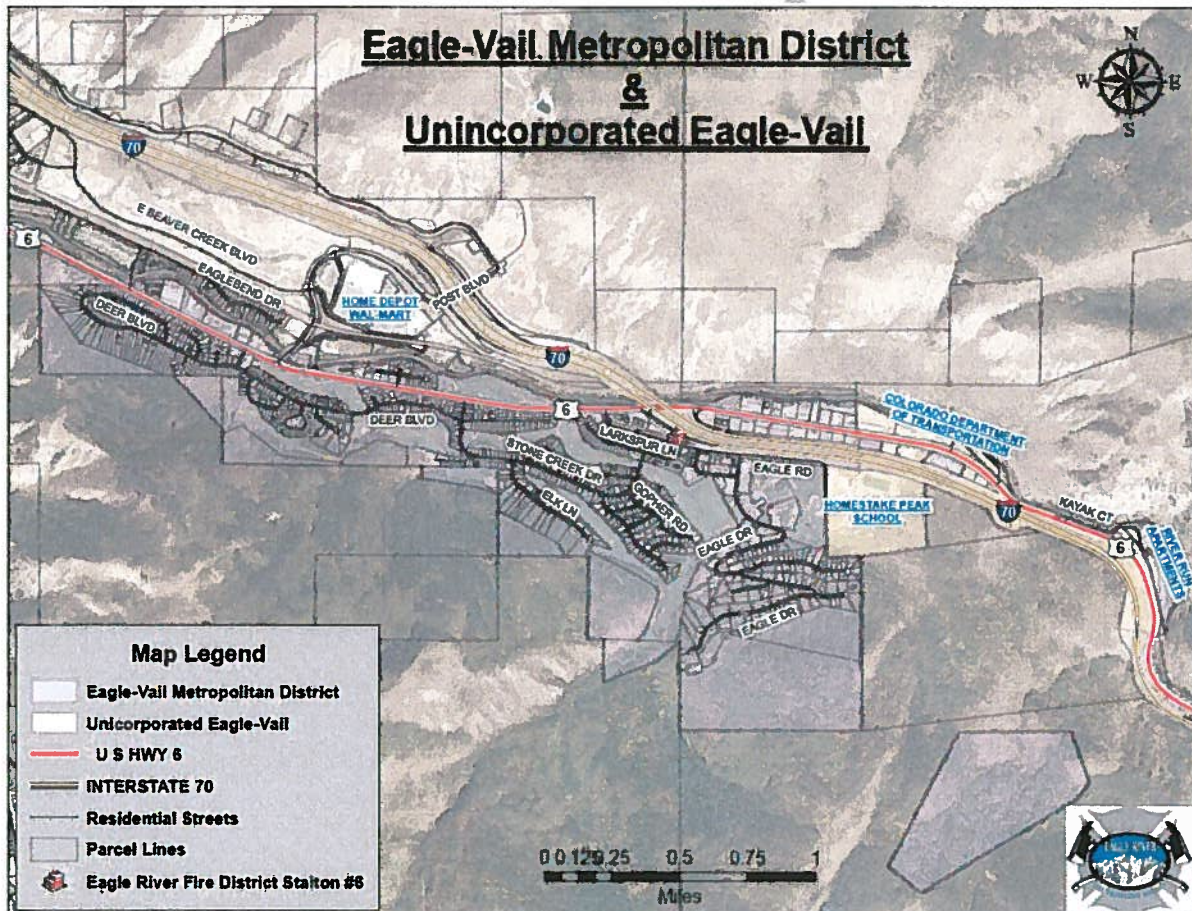 Eagle-Vail Metropolitan District
&
Unincorporated Eagle-Vail
N
W E
S
70
E BEAVER CREEK BLVD
6
EAGLEBEND DR
DEER BLVD
HOME DEPOT
WAL-MART
POST BLVD
70
6
DEER BLVD
LARKSPUR LN
STONE CREEK DR
ELK LN
GOPHER RD
EAGLE RD
EAGLE DR
EAGLE DR
COLORADO DEPARTMENT
OF TRANSPORTATION
HOMESTAKE PEAK
SCHOOL
70
KAYAK CT
6
RIVER RUN
APARTMENTS
Map Legend
Eagle-Vail Metropolitan District
Unicorporated Eagle-Vail
U S HWY 6
INTERSTATE 70
Residential Streets
Parcel Lines
Eagle River Fire District Staiton #6
0 0.125 0.25 0.5 0.75 1
Miles
EAGLE RIVER